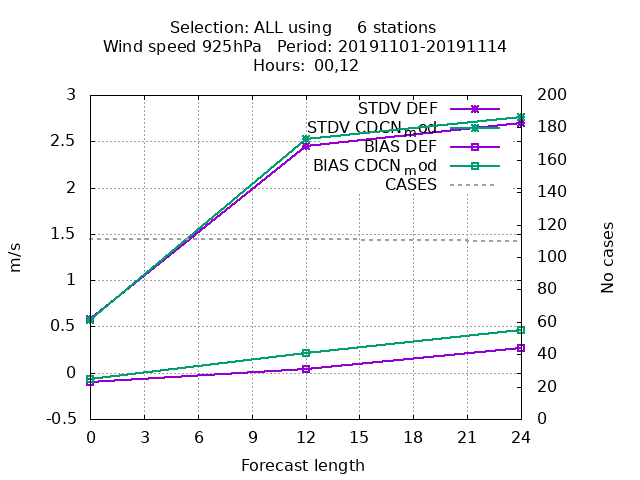 Selection: ALL using     6 stations
Wind speed 925hPa   Period: 20191101-20191114
Hours:  00,12
STDV DEF
STDV CDCNmod
BIAS DEF
BIAS CDCNmod
CASES
3
2.5
2
1.5
1
0.5
0
-0.5
200
180
160
140
120
100
80
60
40
20
0
m/s
No cases
0 3 6 9 12 15 18 21 24
Forecast length